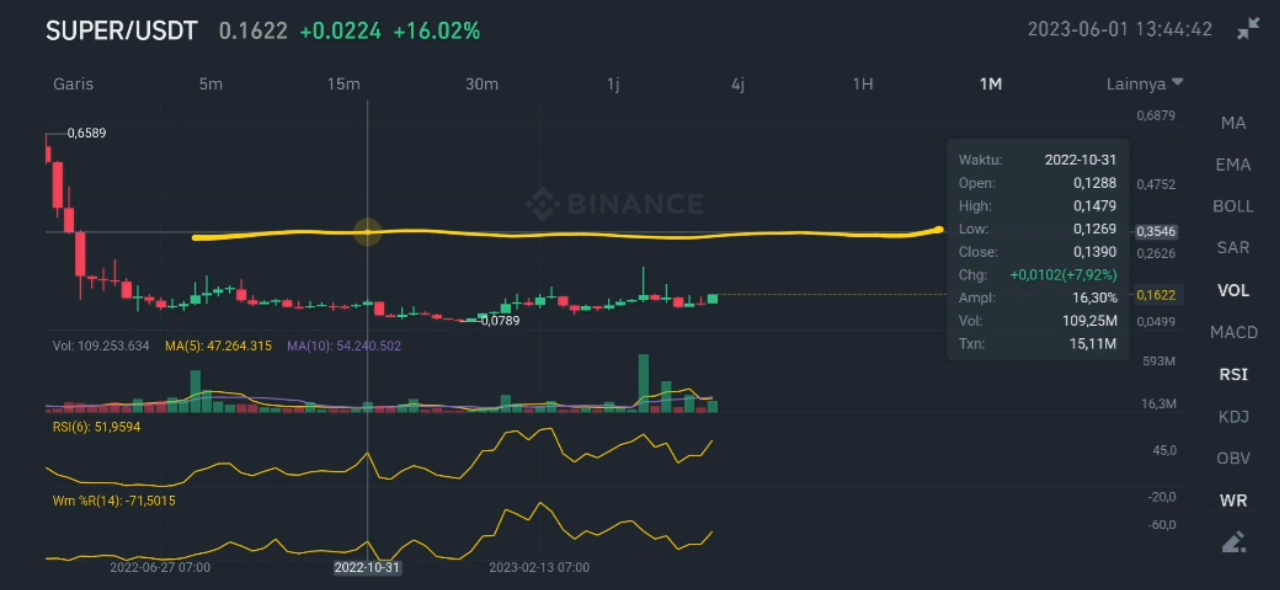 SUPER/USDT 0.1622 +0.0224 +16.02% 2023-06-01 13:44:42
Garis 5m 15m 30m 1j 4j 1H 1M Lainnya
0,6879
0,6589
MA
Waktu: 2022-10-31
EMA
Open: 0,1288
0,4752
High: 0,1479
BINANCE
BOLL
Low: 0,1269
0,3546
Close: 0,1390
0,2626
SAR
Chg: +0,0102(+7,92%)
Ampl: 16,30%
0,1622
VOL
Vol: 109,25M
0,0789
0,0499
MACD
Txn: 15,11M
Vol: 109.253.634 MA(5): 47.264.315 MA(10): 54.240.502
593M
RSI
16,3M
KDJ
RSI(6): 51,9594
45,0
OBV
Wm %R(14): -71,5015
-20,0
WR
-60,0
2022-06-27 07:00 2022-10-31 2023-02-13 07:00